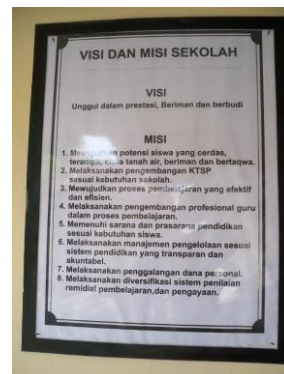 VISI DAN MISI SEKOLAH
VISI
Unggul dalam prestasi, Beriman dan berbudi
MISI
1. Mewujudkan potensi siswa yang cerdas,
terampil, cinta tanah air, beriman dan bertaqwa.
2. Melaksanakan pengembangan KTSP
sesuai kebutuhan sekolah.
3. Mewujudkan proses pembelajaran yang efektif
dan efisien.
4. Melaksanakan pengembangan profesional guru
dalam proses pembelajaran.
5. Memenuhi sarana dan prasarana pendidikan
sesuai kebutuhan siswa.
6. Melaksanakan manajemen pengelolaan sesuai
sistem pendidikan yang transparan dan
akuntabel.
7. Melaksanakan penggalangan dana personal.
8. Melaksanakan diversifikasi sistem penilaian
remidial pembelajaran,dan pengayaan.